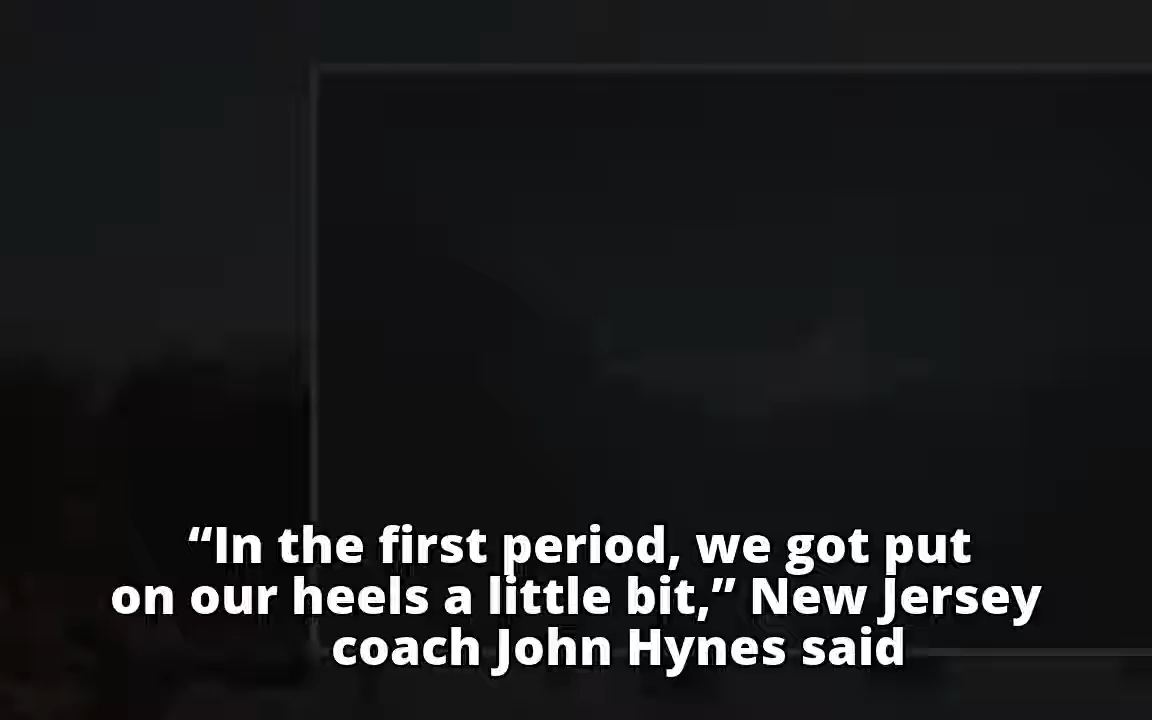 “In the first period, we got put
on our heels a little bit,” New Jersey
coach John Hynes said